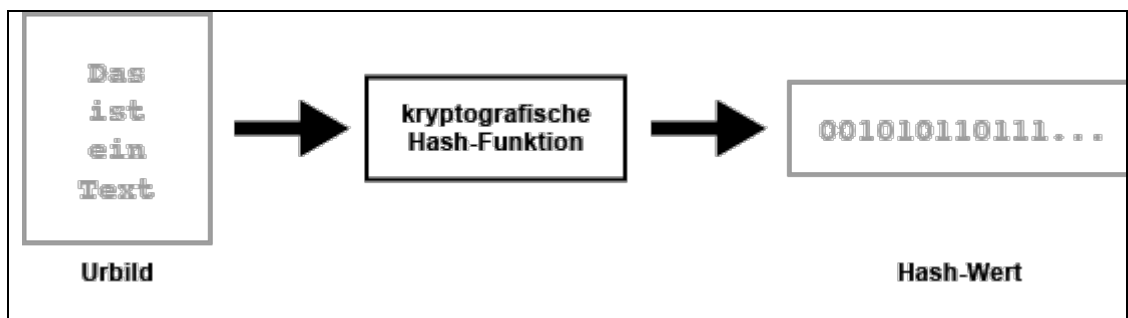 Das
ist
ein
Text
Urbild
kryptografische
Hash-Funktion
001010110111...
Hash-Wert